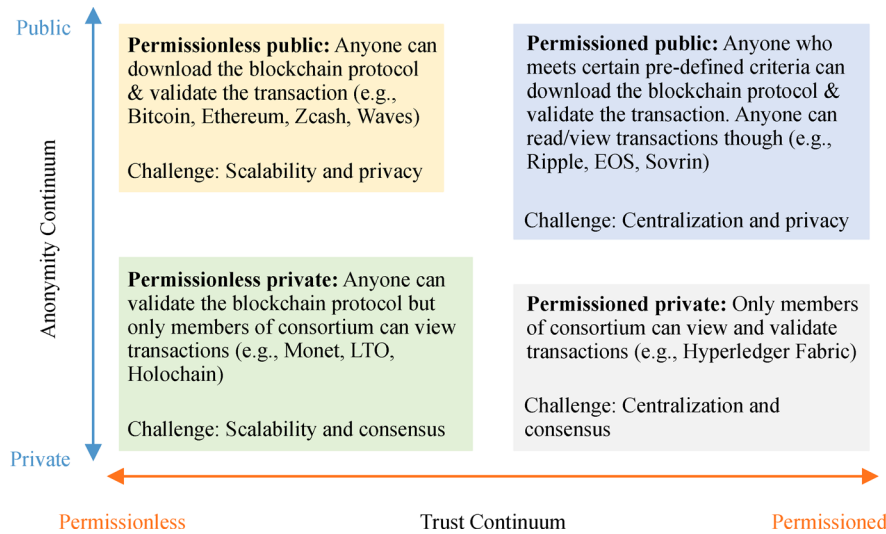 Public
Permissionless public: Anyone can
download the blockchain protocol
& validate the transaction (e.g.,
Bitcoin, Ethereum, Zcash, Waves)
Challenge: Scalability and privacy
Permissioned public: Anyone who
meets certain pre-defined criteria can
download the blockchain protocol &
validate the transaction. Anyone can
read/view transactions though (e.g.,
Ripple, EOS, Sovrin)
Challenge: Centralization and privacy
Anonymity Continuum
Permissionless private: Anyone can
validate the blockchain protocol but
only members of consortium can view
transactions (e.g., Monet, LTO,
Holochain)
Challenge: Scalability and consensus
Permissioned private: Only members
of consortium can view and validate
transactions (e.g., Hyperledger Fabric)
Challenge: Centralization and
consensus
Private
Permissionless
Trust Continuum
Permissioned